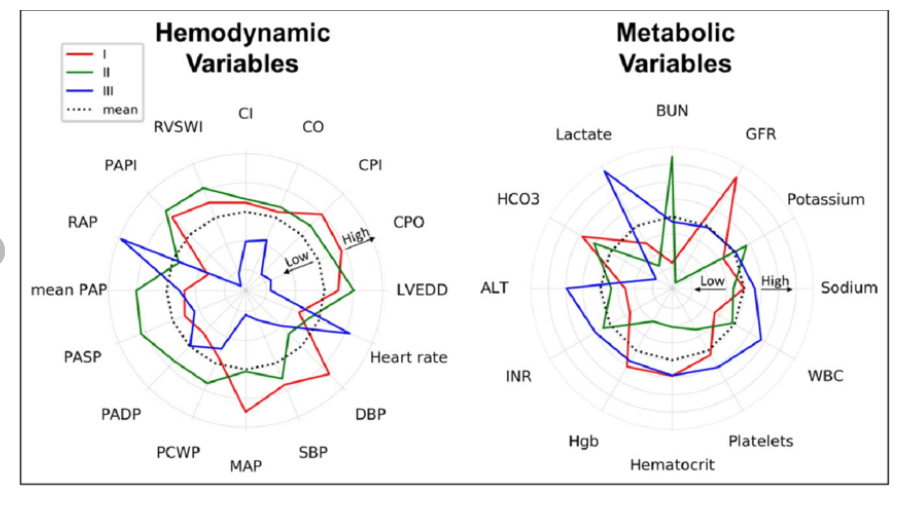 Hemodynamic
Variables
Metabolic
Variables
I
II
III
mean
CI
CO
CPI
CPO
LVEDD
Heart rate
DBP
SBP
MAP
PCWP
PADP
PASP
mean PAP
RAP
PAPI
RVSWI
High
Low
BUN
GFR
Potassium
Sodium
WBC
Platelets
Hematocrit
Hgb
INR
ALT
HCO3
Lactate
Low
High